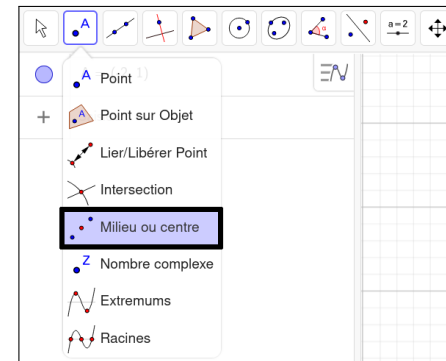 A
a=2
A Point
A Point sur Objet
Lier/Libérer Point
Intersection
Milieu ou centre
Z Nombre complexe
Extremums
Racines